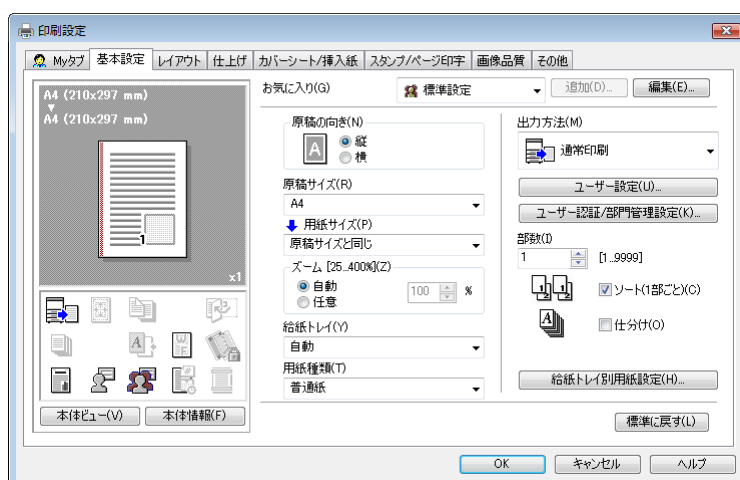 印刷設定
Myタブ 基本設定 レイアウト 仕上げ カバーシート/挿入紙 スタンプ/ページ印字 画像品質 その他
A4 (210x297 mm)
A4 (210x297 mm)
1
x1
本体ビュー(V) 本体情報(F)
お気に入り(G) 標準設定 追加(D)... 編集(E)...
原稿の向き(N)
A
縦
横
原稿サイズ(R)
A4
用紙サイズ(P)
原稿サイズと同じ
ズーム [25..400%](Z)
自動
任意
100 %
給紙トレイ(Y)
自動
用紙種類(T)
普通紙
出力方法(M)
通常印刷
ユーザー設定(U)...
ユーザー認証/部門管理設定(K)...
部数(I)
1 [1..9999]
ソート(1部ごと)(C)
仕分け(O)
給紙トレイ別用紙設定(H)...
標準に戻す(L)
OK キャンセル ヘルプ